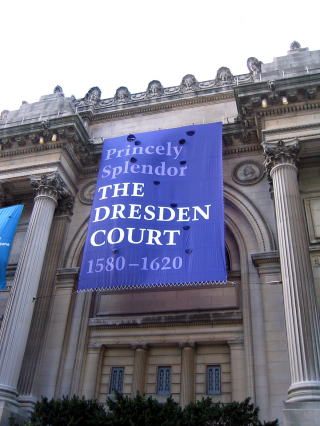 Princely
Splendor
THE
DRESDEN
COURT
1580–1620